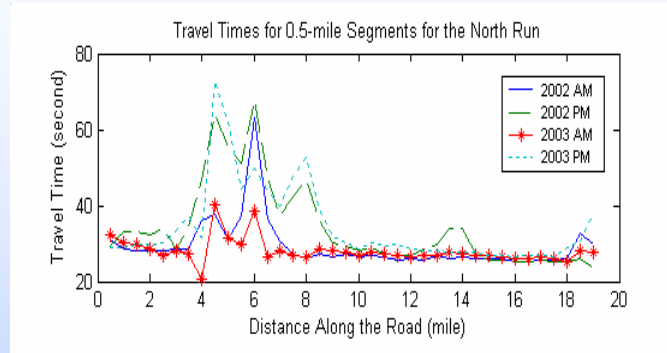 Travel Times for 0.5-mile Segments for the North Run
80
60
40
20
Travel Time (second)
2002 AM
2002 PM
2003 AM
2003 PM
0 2 4 6 8 10 12 14 16 18 20
Distance Along the Road (mile)